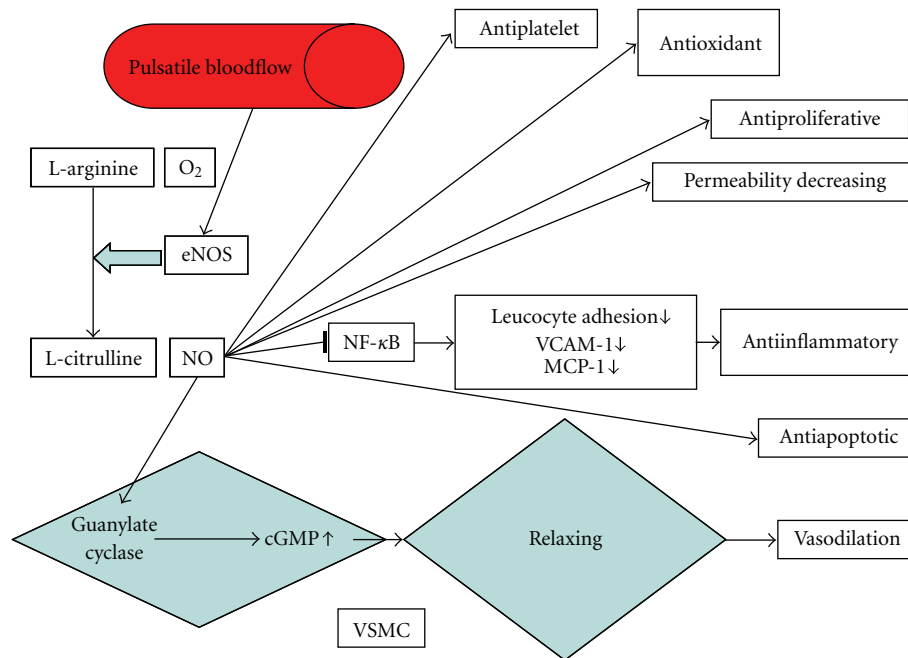 Pulsatile bloodflow
Antiplatelet
Antioxidant
Antiproliferative
Permeability decreasing
L-arginine
O₂
eNOS
L-citrulline
NO
NF-κB
Leucocyte adhesion↓
VCAM-1↓
MCP-1↓
Antiinflammatory
Antiapoptotic
Guanylate
cyclase
cGMP↑
Relaxing
Vasodilation
VSMC